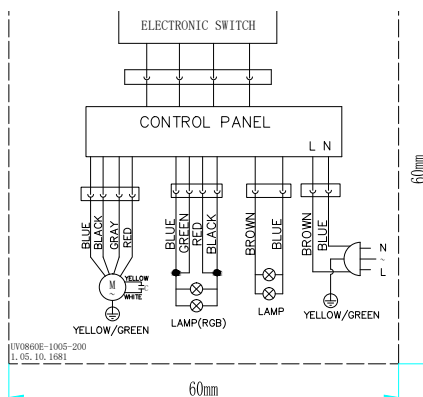 ELECTRONIC SWITCH
CONTROL PANEL
L N
BLUE
BLACK
GRAY
RED
BLUE
GREEN
RED
BLACK
BROWN
BLUE
BROWN
BLUE
N
~
L
M
~
YELLOW
WHITE
YELLOW/GREEN
LAMP(RGB)
LAMP
YELLOW/GREEN
UV0860E-1005-200
1.05.10.1681
60mm
60mm